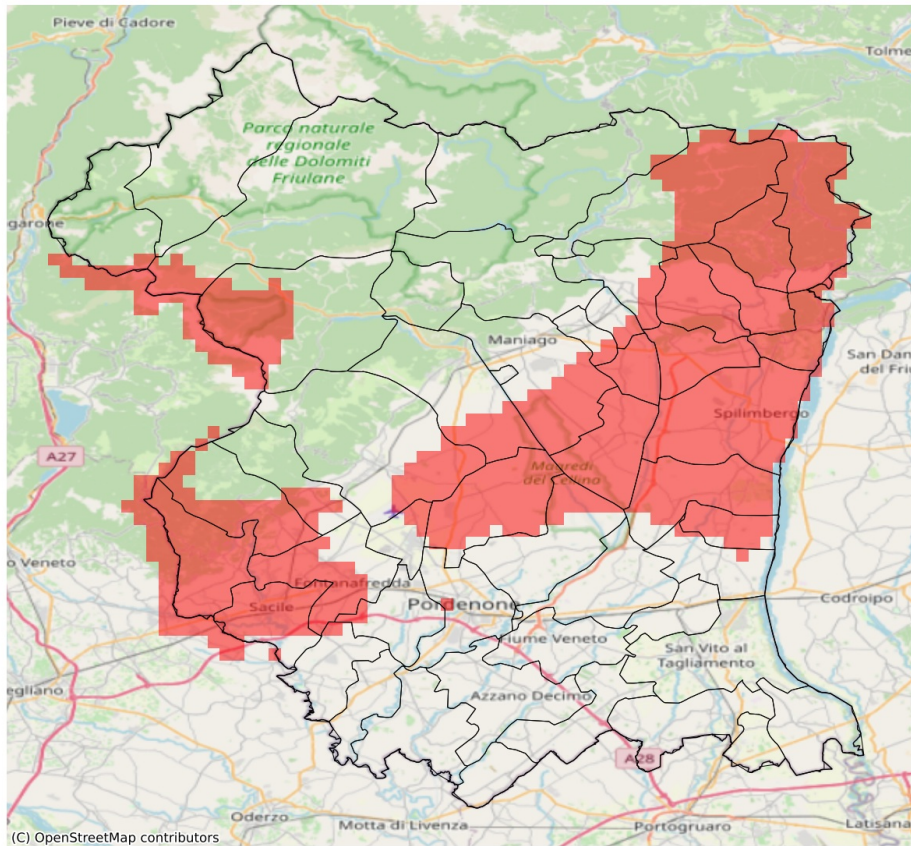 Pieve di Cadore
Tolme
Parco naturale
regionale
delle Dolomiti
Friulane
garone
Maniago
San Dan
del Friu
Spilimbergo
A27
Magredi
del Cellina
o Veneto
Fontanafredda
Sacile
Pordenone
Codroipo
Fiume Veneto
San Vito al
Tagliamento
egliano
Azzano Decimo
A28
Oderzo
Motta di Livenza
Portogruaro
Latisana
(C) OpenStreetMap contributors